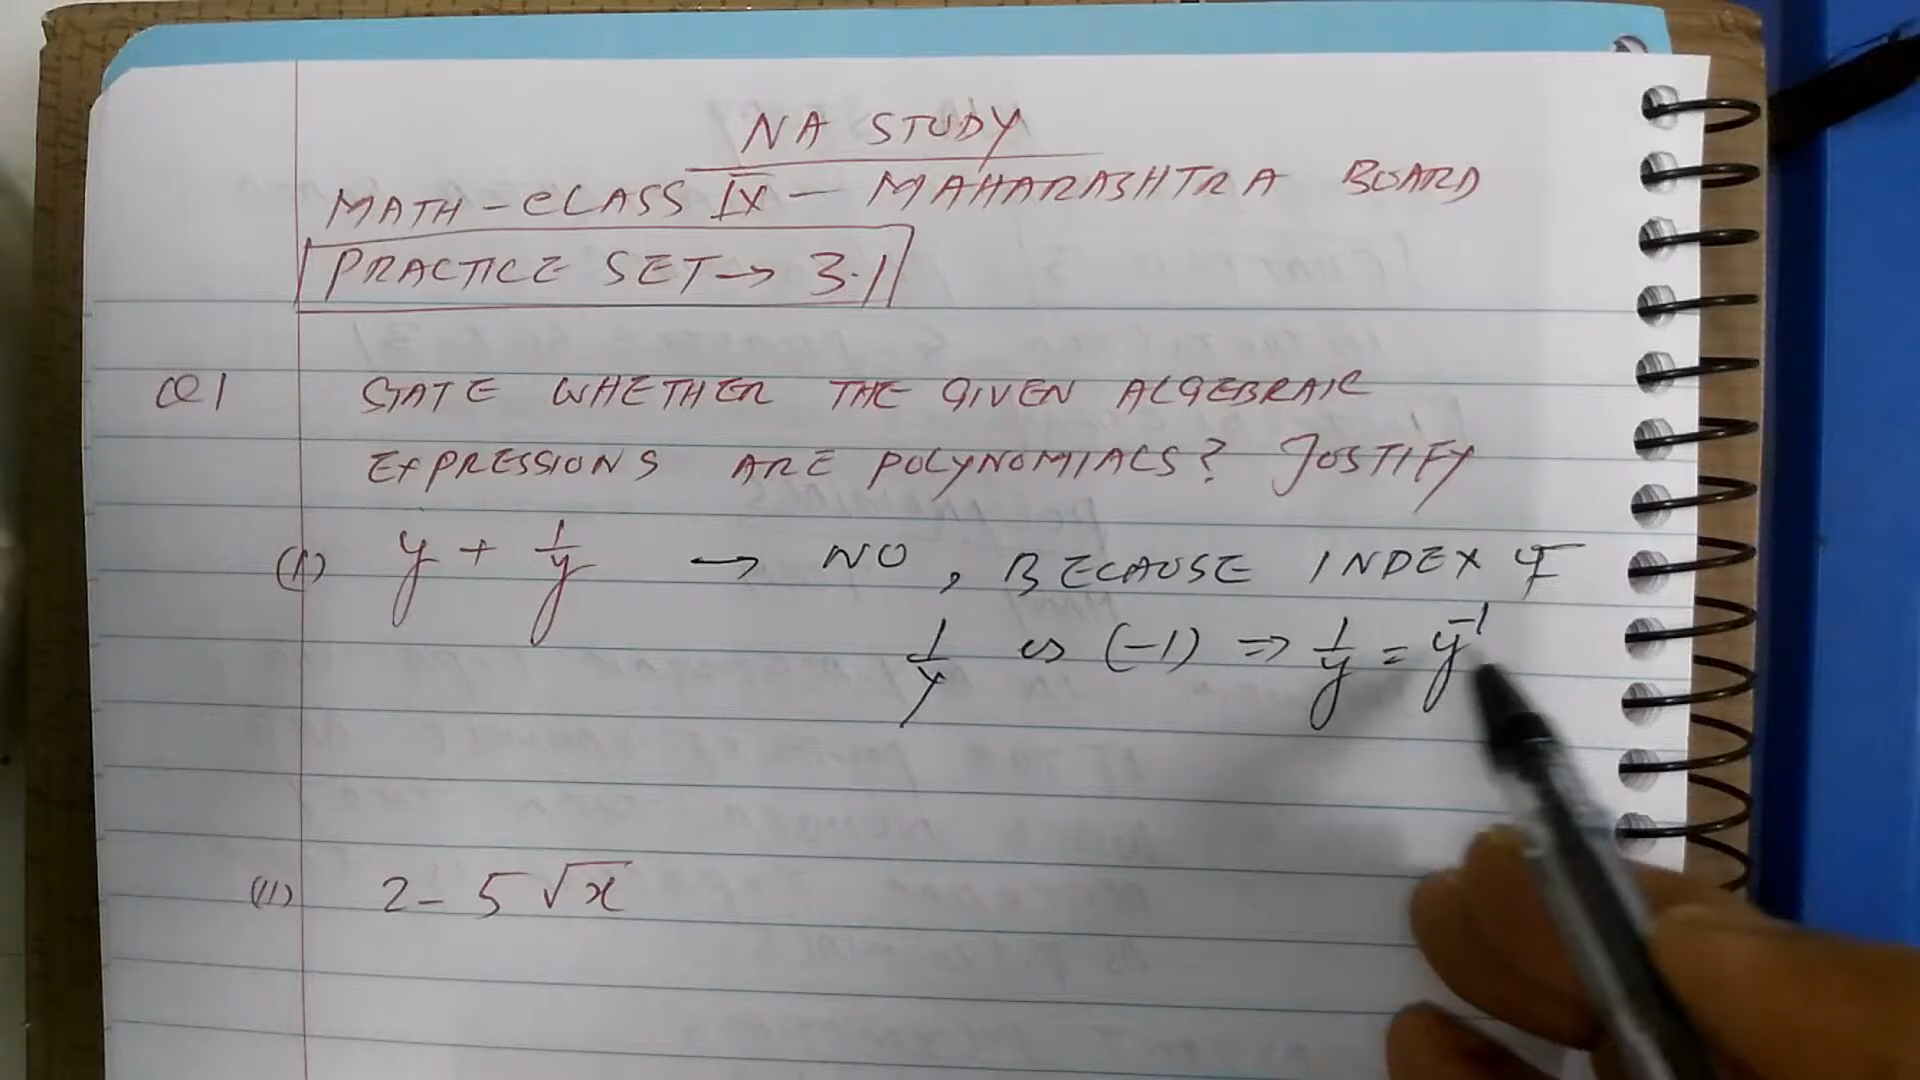 NA STUDY
MATH - CLASS IX - MAHARASHTRA BOARD
PRACTICE SET → 3.1
Q1 STATE WHETHER THE GIVEN ALGEBRAIC
EXPRESSIONS ARE POLYNOMIALS? JUSTIFY
(I) y + 1/y → NO, BECAUSE INDEX OF
1/y is (-1) ⇒ 1/y = y⁻¹
(II) 2 - 5 √x